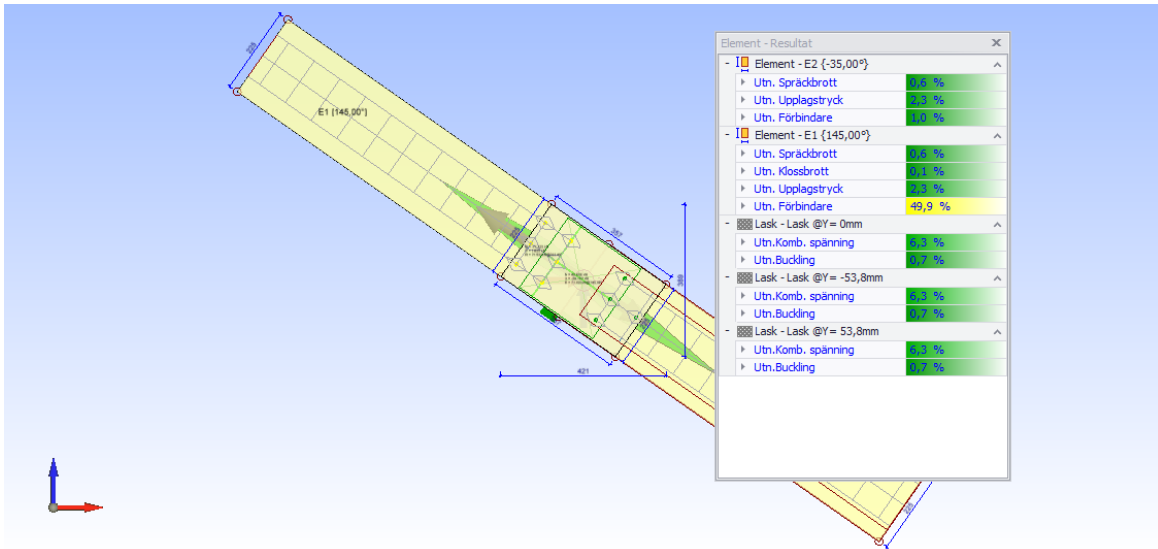 225
E1 {145,00°}
357
389
421
225
Element - Resultat
Element - E2 {-35,00°}
Utn. Spräckbrott 0,6 %
Utn. Upplagstryck 2,3 %
Utn. Förbindare 1,0 %
Element - E1 {145,00°}
Utn. Spräckbrott 0,6 %
Utn. Klossbrott 0,1 %
Utn. Upplagstryck 2,3 %
Utn. Förbindare 49,9 %
Lask - Lask @Y= 0mm
Utn.Komb. spänning 6,3 %
Utn.Buckling 0,7 %
Lask - Lask @Y= -53,8mm
Utn.Komb. spänning 6,3 %
Utn.Buckling 0,7 %
Lask - Lask @Y= 53,8mm
Utn.Komb. spänning 6,3 %
Utn.Buckling 0,7 %